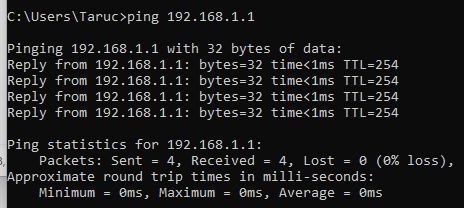 C:\Users\Taruc>ping 192.168.1.1
Pinging 192.168.1.1 with 32 bytes of data:
Reply from 192.168.1.1: bytes=32 time<1ms TTL=254
Reply from 192.168.1.1: bytes=32 time<1ms TTL=254
Reply from 192.168.1.1: bytes=32 time<1ms TTL=254
Reply from 192.168.1.1: bytes=32 time<1ms TTL=254
Ping statistics for 192.168.1.1:
    Packets: Sent = 4, Received = 4, Lost = 0 (0% loss),
Approximate round trip times in milli-seconds:
    Minimum = 0ms, Maximum = 0ms, Average = 0ms